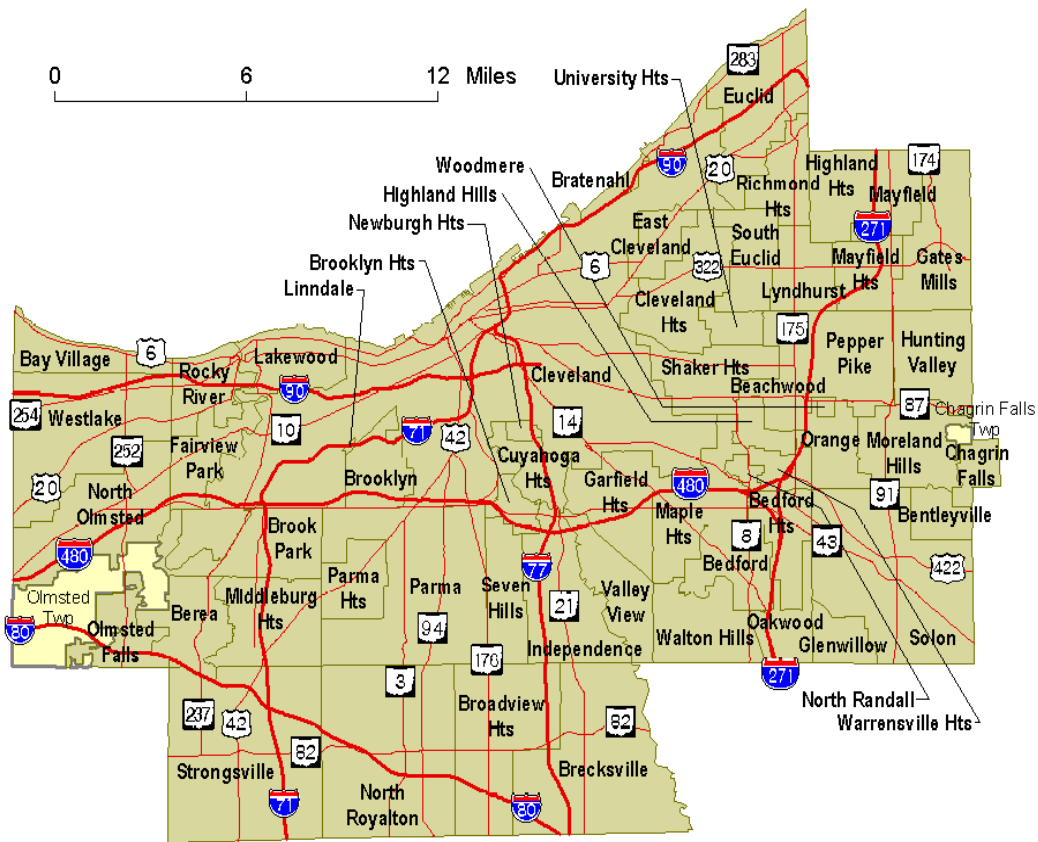 0 6 12 Miles
283
University Hts
Euclid
Woodmere
90
20
Highland
Hts
174
Highland Hills
Bratenahl
Richmond
Hts
Mayfield
Newburgh Hts
East
Cleveland
South
Euclid
271
Brooklyn Hts
6
322
Mayfield
Hts
Gates
Mills
Linndale
Cleveland
Hts
Lyndhurst
175
6
Bay Village
Lakewood
Pepper
Pike
Hunting
Valley
Rocky
River
Shaker Hts
90
Cleveland
Beachwood
254
Westlake
87
Chagrin Falls
Twp
10
71
42
14
252
Fairview
Park
Orange
Moreland
Hills
Chagrin
Falls
Cuyahoga
Hts
20
North
Olmsted
Brooklyn
Garfield
Hts
480
Bedford
Hts
91
Bentleyville
Brook
Park
Maple
Hts
8
43
480
77
Bedford
422
Olmsted
Twp
Berea
Middleburg
Hts
Parma
Hts
Parma
Seven
Hills
21
Valley
View
80
Olmsted
Falls
94
Walton Hills
Oakwood
Glenwillow
Solon
176
Independence
271
3
237
42
Broadview
Hts
82
North Randall
Warrensville Hts
82
Strongsville
Brecksville
71
North
Royalton
80